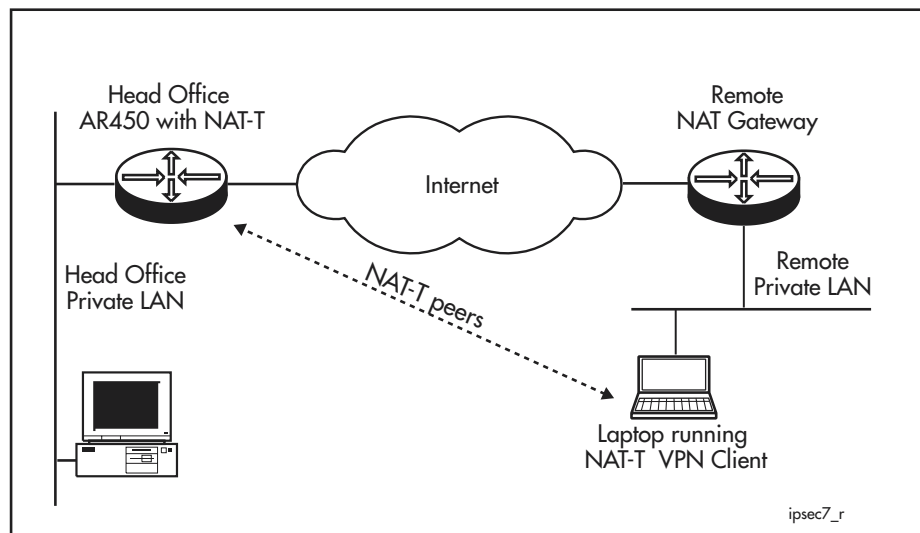 Head Office
AR450 with NAT-T
Remote
NAT Gateway
Internet
Head Office
Private LAN
NAT-T peers
Remote
Private LAN
Laptop running
NAT-T VPN Client
ipsec7_r